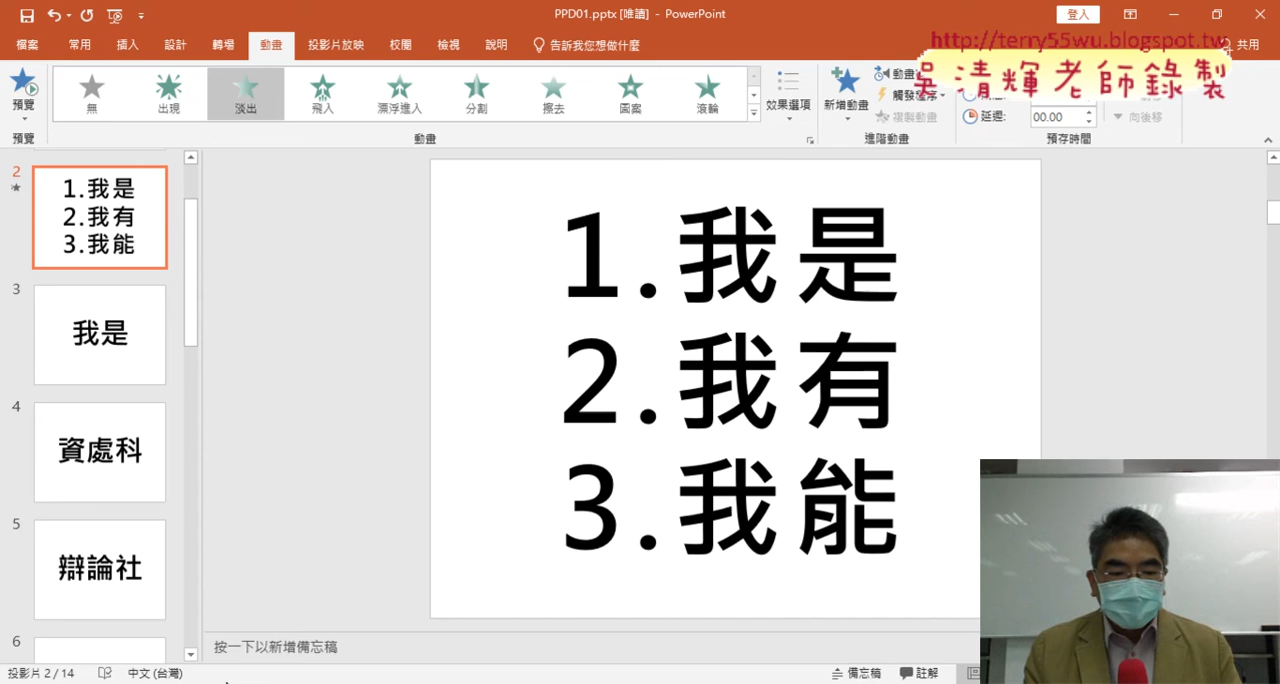 PPD01.pptx [唯讀] - PowerPoint
登入
檔案 常用 插入 設計 轉場 動畫 投影片放映 校閱 檢視 說明 告訴我您想做什麼
共用
http://terry55wu.blogspot.tw
吳清輝老師錄製
預覽
無 出現 淡出 飛入 漂浮進入 分割 擦去 圖案 滾輪
效果選項
新增動畫
複製動畫
延遲: 00.00
向後移
預覽 動畫 進階動畫 預存時間
2
1.我是
2.我有
3.我能
3
我是
4
資處科
5
辯論社
6
1.我是
2.我有
3.我能
按一下以新增備忘稿
投影片 2 / 14 中文 (台灣) 備忘稿 註解